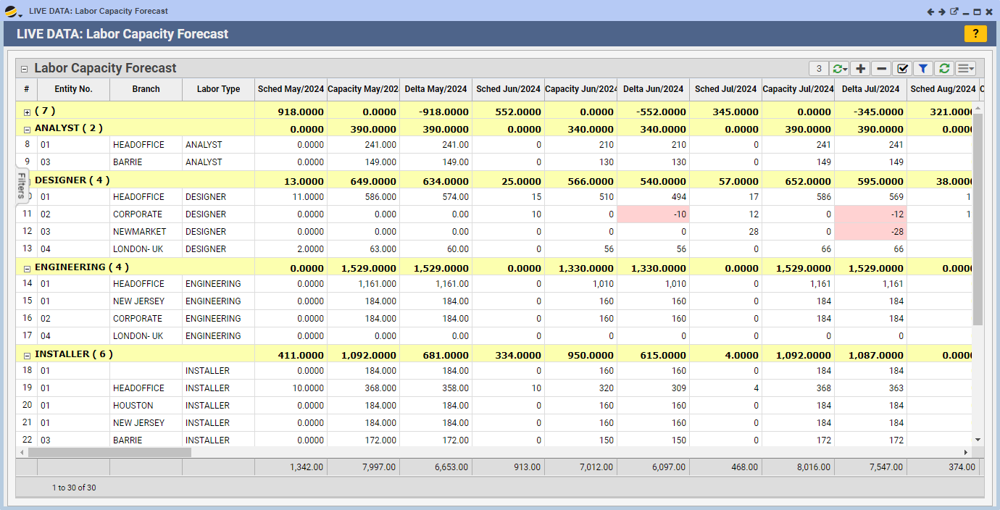 LIVE DATA: Labor Capacity Forecast
LIVE DATA: Labor Capacity Forecast ?
Labor Capacity Forecast 3
# Entity No. Branch Labor Type Sched May/2024 Capacity May/202 Delta May/2024 Sched Jun/2024 Capacity Jun/2024 Delta Jun/2024 Sched Jul/2024 Capacity Jul/2024 Delta Jul/2024 Sched Aug/2024 C
( 7 ) 918.0000 0.0000 -918.0000 552.0000 0.0000 -552.0000 345.0000 0.0000 -345.0000 321.000
ANALYST ( 2 ) 0.0000 390.0000 390.0000 0.0000 340.0000 340.0000 0.0000 390.0000 390.0000 0.000
8 01 HEADOFFICE ANALYST 0.0000 241.000 241.00 0 210 210 0 241 241
9 03 BARRIE ANALYST 0.0000 149.000 149.00 0 130 130 0 149 149
Filters
DESIGNER ( 4 ) 13.0000 649.0000 634.0000 25.0000 566.0000 540.0000 57.0000 652.0000 595.0000 38.000
0 01 HEADOFFICE DESIGNER 11.0000 586.000 574.00 15 510 494 17 586 569 1
11 02 CORPORATE DESIGNER 0.0000 0.000 0.00 10 0 -10 12 0 -12 1
12 03 NEWMARKET DESIGNER 0.0000 0.000 0.00 0 0 0 28 0 -28
13 04 LONDON- UK DESIGNER 2.0000 63.000 60.00 0 56 56 0 66 66
ENGINEERING ( 4 ) 0.0000 1,529.0000 1,529.0000 0.0000 1,330.0000 1,330.0000 0.0000 1,529.0000 1,529.0000 0.000
14 01 HEADOFFICE ENGINEERING 0.0000 1,161.000 1,161.00 0 1,010 1,010 0 1,161 1,161
15 01 NEW JERSEY ENGINEERING 0.0000 184.000 184.00 0 160 160 0 184 184
16 02 CORPORATE ENGINEERING 0.0000 184.000 184.00 0 160 160 0 184 184
17 04 LONDON- UK ENGINEERING 0.0000 0.000 0.00 0 0 0 0 0 0
INSTALLER ( 6 ) 411.0000 1,092.0000 681.0000 334.0000 950.0000 615.0000 4.0000 1,092.0000 1,087.0000 0.000
18 01 INSTALLER 0.0000 184.000 184.00 0 160 160 0 184 184
19 01 HEADOFFICE INSTALLER 10.0000 368.000 358.00 10 320 309 4 368 363
20 01 HOUSTON INSTALLER 0.0000 184.000 184.00 0 160 160 0 184 184
21 01 NEW JERSEY INSTALLER 0.0000 184.000 184.00 0 160 160 0 184 184
22 03 BARRIE INSTALLER 0.0000 172.000 172.00 0 150 150 0 172 172
1,342.00 7,997.00 6,653.00 913.00 7,012.00 6,097.00 468.00 8,016.00 7,547.00 374.00
1 to 30 of 30